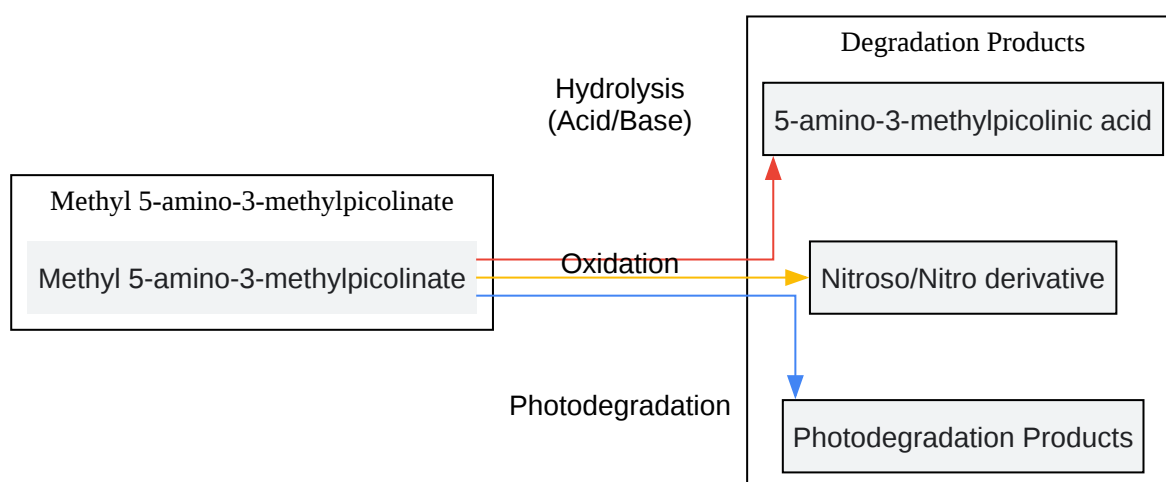 Degradation Products
Hydrolysis
(Acid/Base)
5-amino-3-methylpicolinic acid
Methyl 5-amino-3-methylpicolinate
Methyl 5-amino-3-methylpicolinate
Oxidation
Nitroso/Nitro derivative
Photodegradation
Photodegradation Products